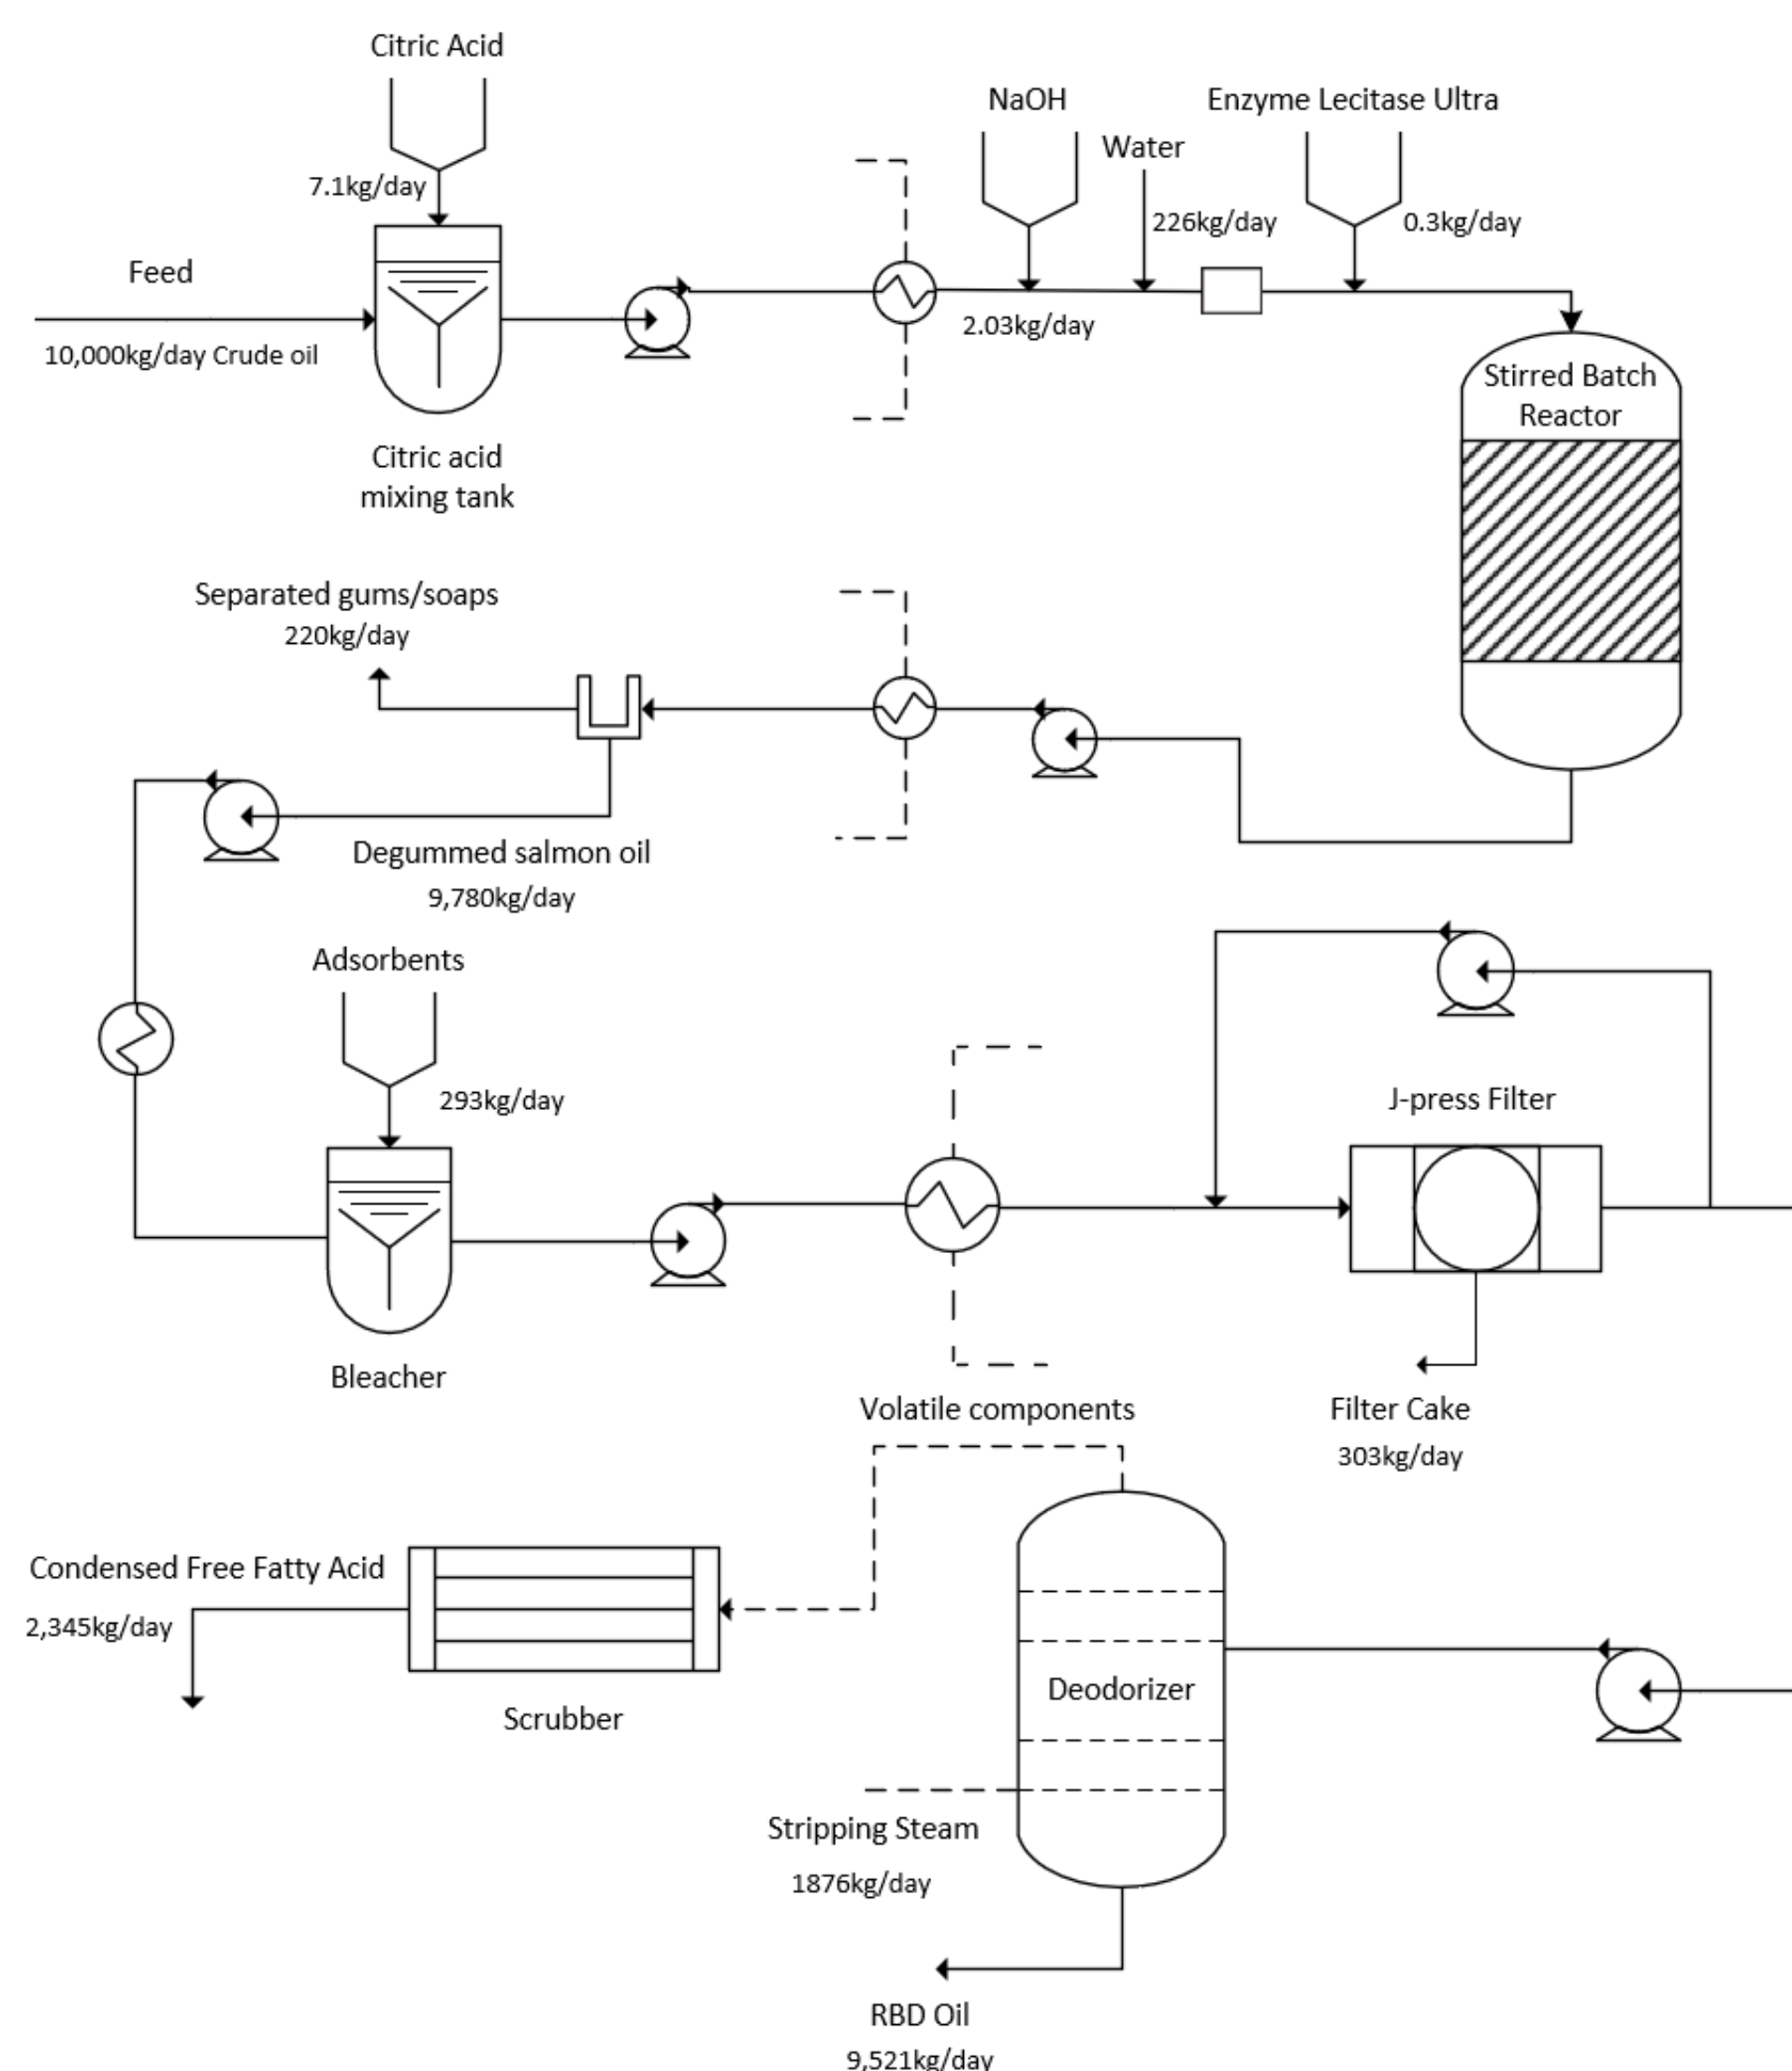 Citric Acid
7.1kg/day
Feed
10,000kg/day Crude oil
Citric acid
mixing tank
NaOH
2.03kg/day
Water
226kg/day
Enzyme Lecitase Ultra
0.3kg/day
Stirred Batch
Reactor
Separated gums/soaps
220kg/day
Degummed salmon oil
9,780kg/day
Adsorbents
293kg/day
Bleacher
J-press Filter
Filter Cake
303kg/day
Volatile components
Condensed Free Fatty Acid
2,345kg/day
Scrubber
Deodorizer
Stripping Steam
1876kg/day
RBD Oil
9,521kg/day